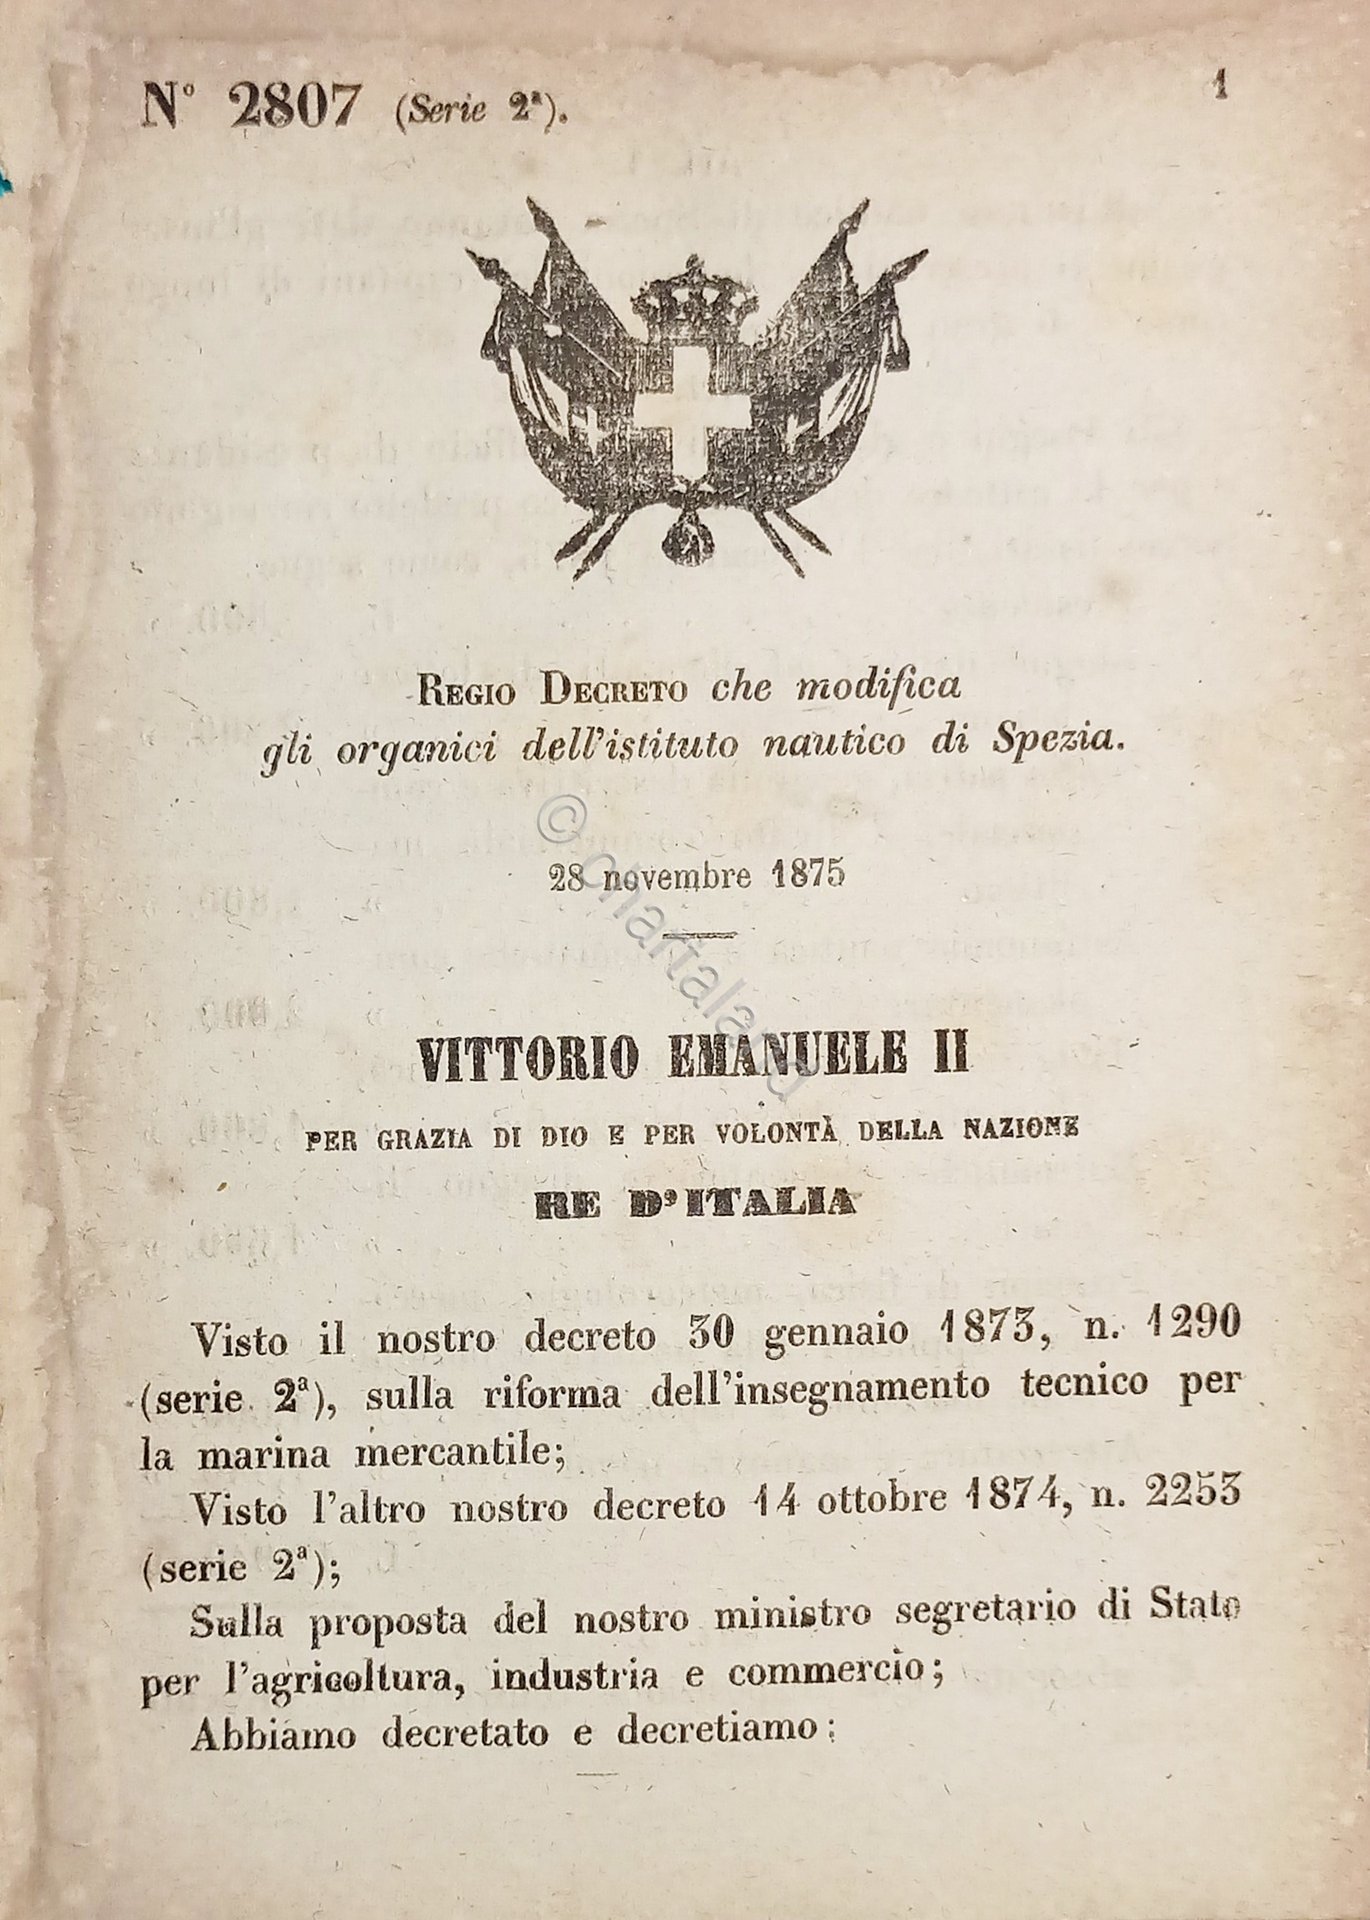 N° 2807 (Serie 2ª).
1
REGIO DECRETO che modifica
gli organici dell'istituto nautico di Spezia.
28 novembre 1875
© chartaland
VITTORIO EMANUELE II
PER GRAZIA DI DIO E PER VOLONTÀ DELLA NAZIONE
RE D'ITALIA
Visto il nostro decreto 30 gennaio 1873, n. 1290
(serie 2ª), sulla riforma dell'insegnamento tecnico per
la marina mercantile;
Visto l'altro nostro decreto 14 ottobre 1874, n. 2253
(serie 2ª);
Sulla proposta del nostro ministro segretario di Stato
per l'agricoltura, industria e commercio;
Abbiamo decretato e decretiamo: